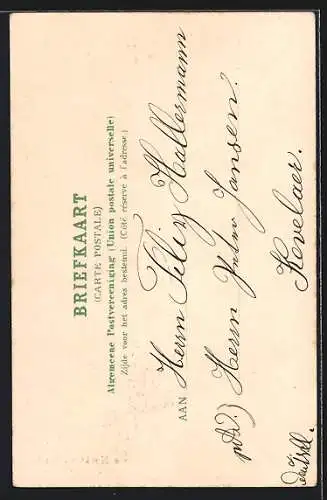 BRIEFKAART
(CARTE POSTALE)
Algemeene Postvereeniging (Union postale universelle)
Zijde voor het adres bestemd. (Côté réservé à l'adresse.)
AAN Herrn Felix Hallermann
Herrn Jansen.
Kevelaer.